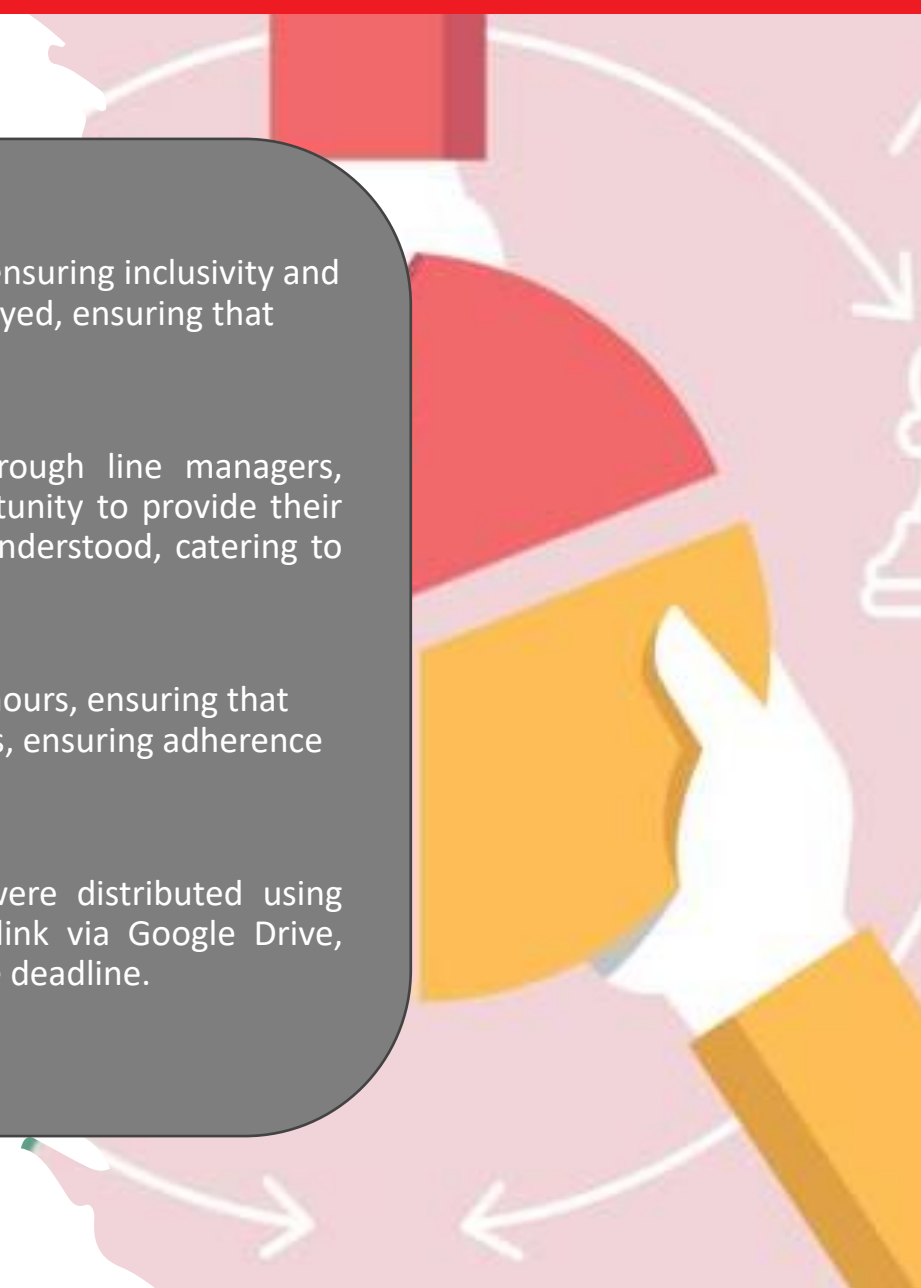 ensuring inclusivity and
yed, ensuring that
rough line managers,
tunity to provide their
nderstood, catering to
hours, ensuring that
s, ensuring adherence
were distributed using
link via Google Drive,
deadline.